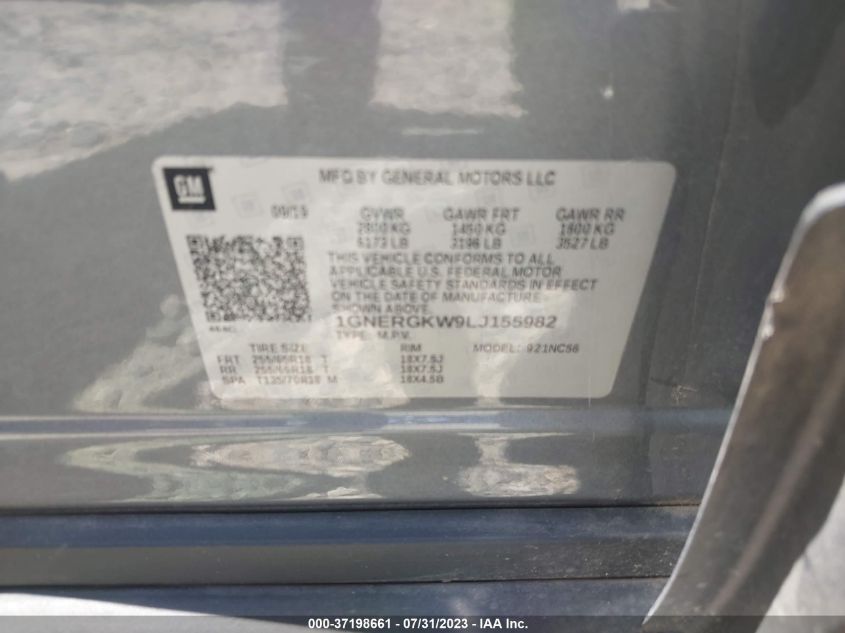 GM
MFG BY GENERAL MOTORS LLC
09/19 GVWR GAWR FRT GAWR RR
2800 KG 1450 KG 1600 KG
6173 LB 3196 LB 3527 LB
THIS VEHICLE CONFORMS TO ALL
APPLICABLE U.S. FEDERAL MOTOR
VEHICLE SAFETY STANDARDS IN EFFECT
ON THE DATE OF MANUFACTURE
SHOWN ABOVE.
1GNERGKW9LJ155982
TYPE: M.P.V.
TIRE SIZE RIM MODEL: 921NC56
FRT 255/65R18 T 18X7.5J
RR 255/65R18 T 18X7.5J
SPA T135/70R18 M 18X4.5B
000-37198661 - 07/31/2023 - © IAA, Inc.